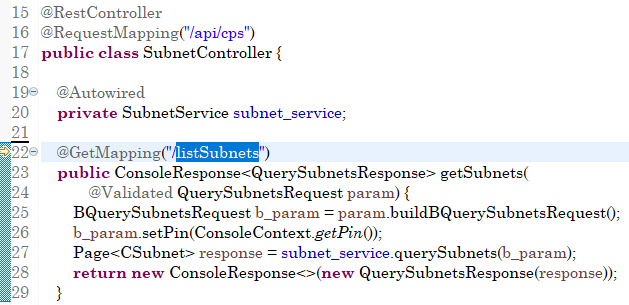 15 @RestController
16 @RequestMapping("/api/cps")
17 public class SubnetController {
18
19 @Autowired
20 private SubnetService subnet_service;
21
22 @GetMapping("/listSubnets")
23 public ConsoleResponse<QuerySubnetsResponse> getSubnets(
24 @Validated QuerySubnetsRequest param) {
25 BQuerySubnetsRequest b_param = param.buildBQuerySubnetsRequest();
26 b_param.setPin(ConsoleContext.getPin());
27 Page<CSubnet> response = subnet_service.querySubnets(b_param);
28 return new ConsoleResponse<>(new QuerySubnetsResponse(response));
29 }